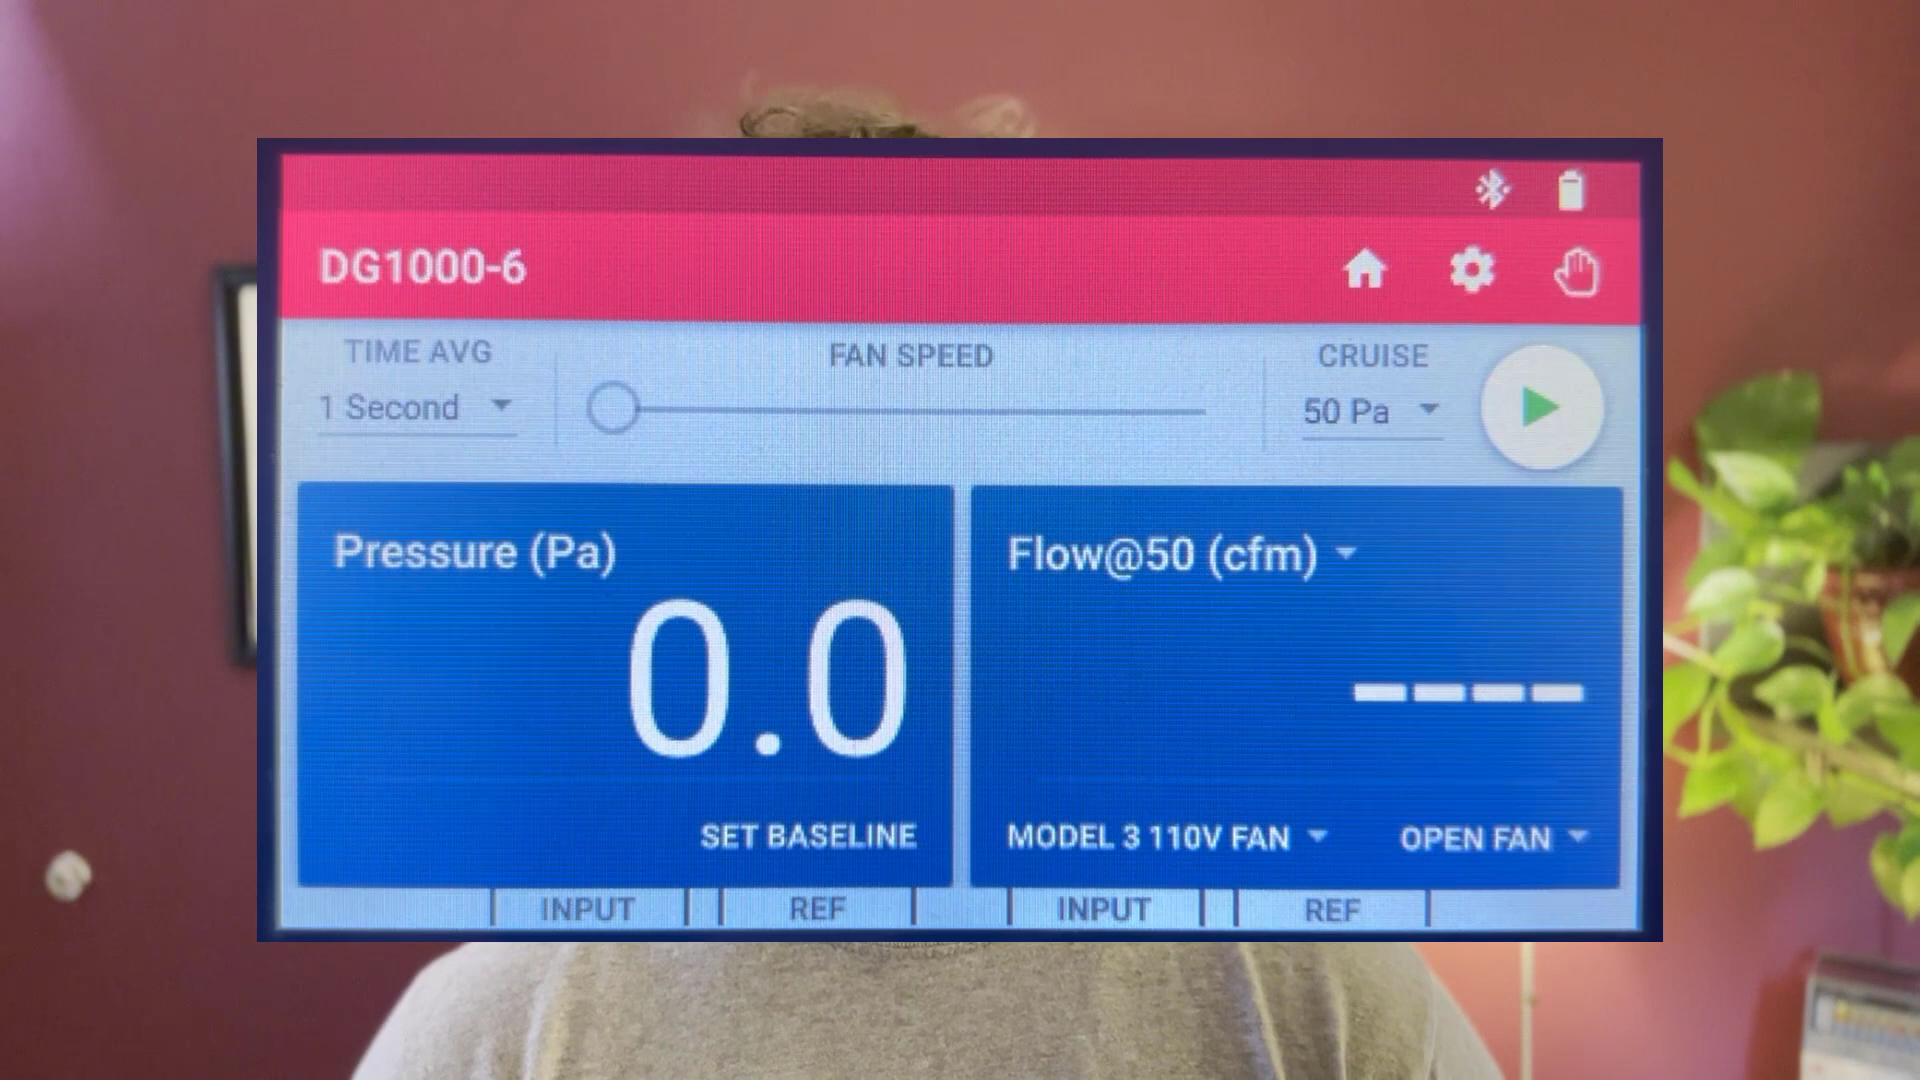 DG1000-6
TIME AVG
FAN SPEED
CRUISE
1 Second
50 Pa
Pressure (Pa)
Flow@50 (cfm)
0.0
----
SET BASELINE
MODEL 3 110V FAN
OPEN FAN
INPUT
REF
INPUT
REF